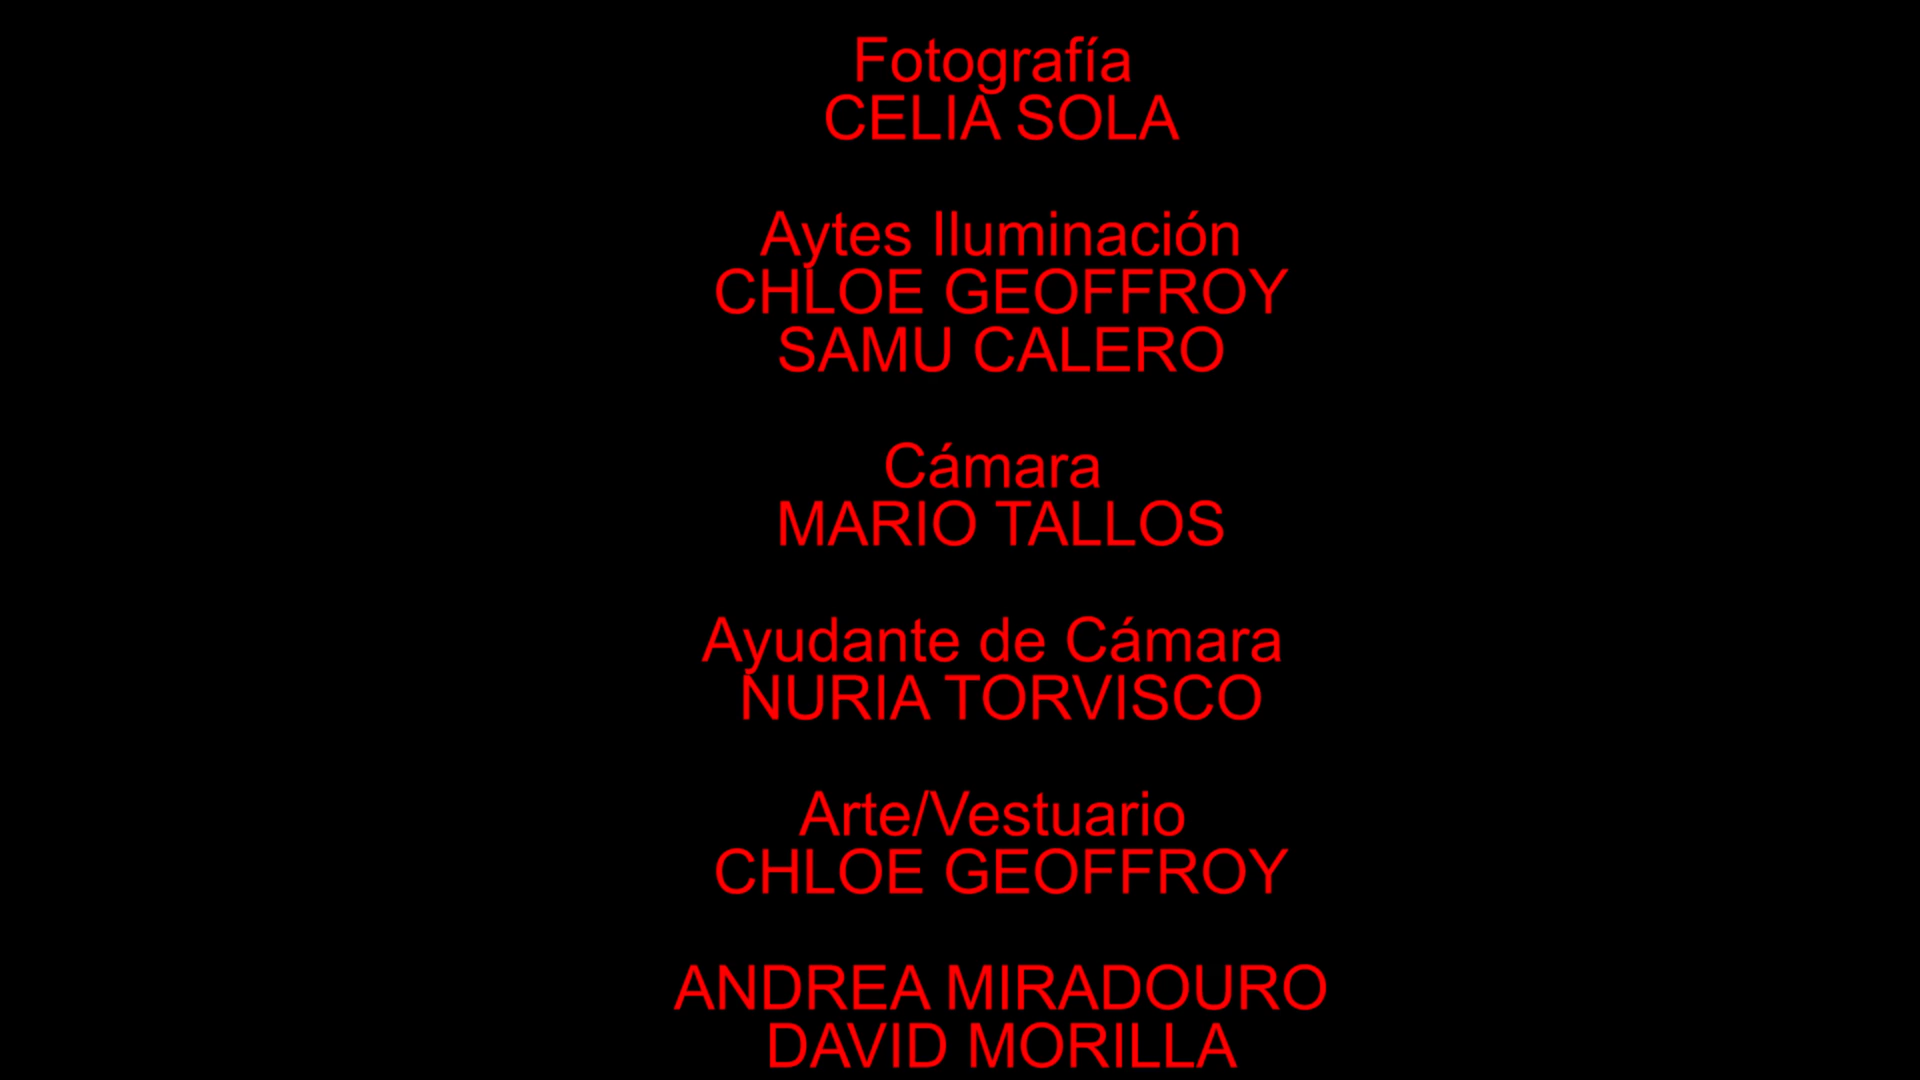 Fotografía
CELIA SOLA
Aytes Iluminación
CHLOE GEOFFROY
SAMU CALERO
Cámara
MARIO TALLOS
Ayudante de Cámara
NURIA TORVISCO
Arte/Vestuario
CHLOE GEOFFROY
ANDREA MIRADOURO
DAVID MORILLA